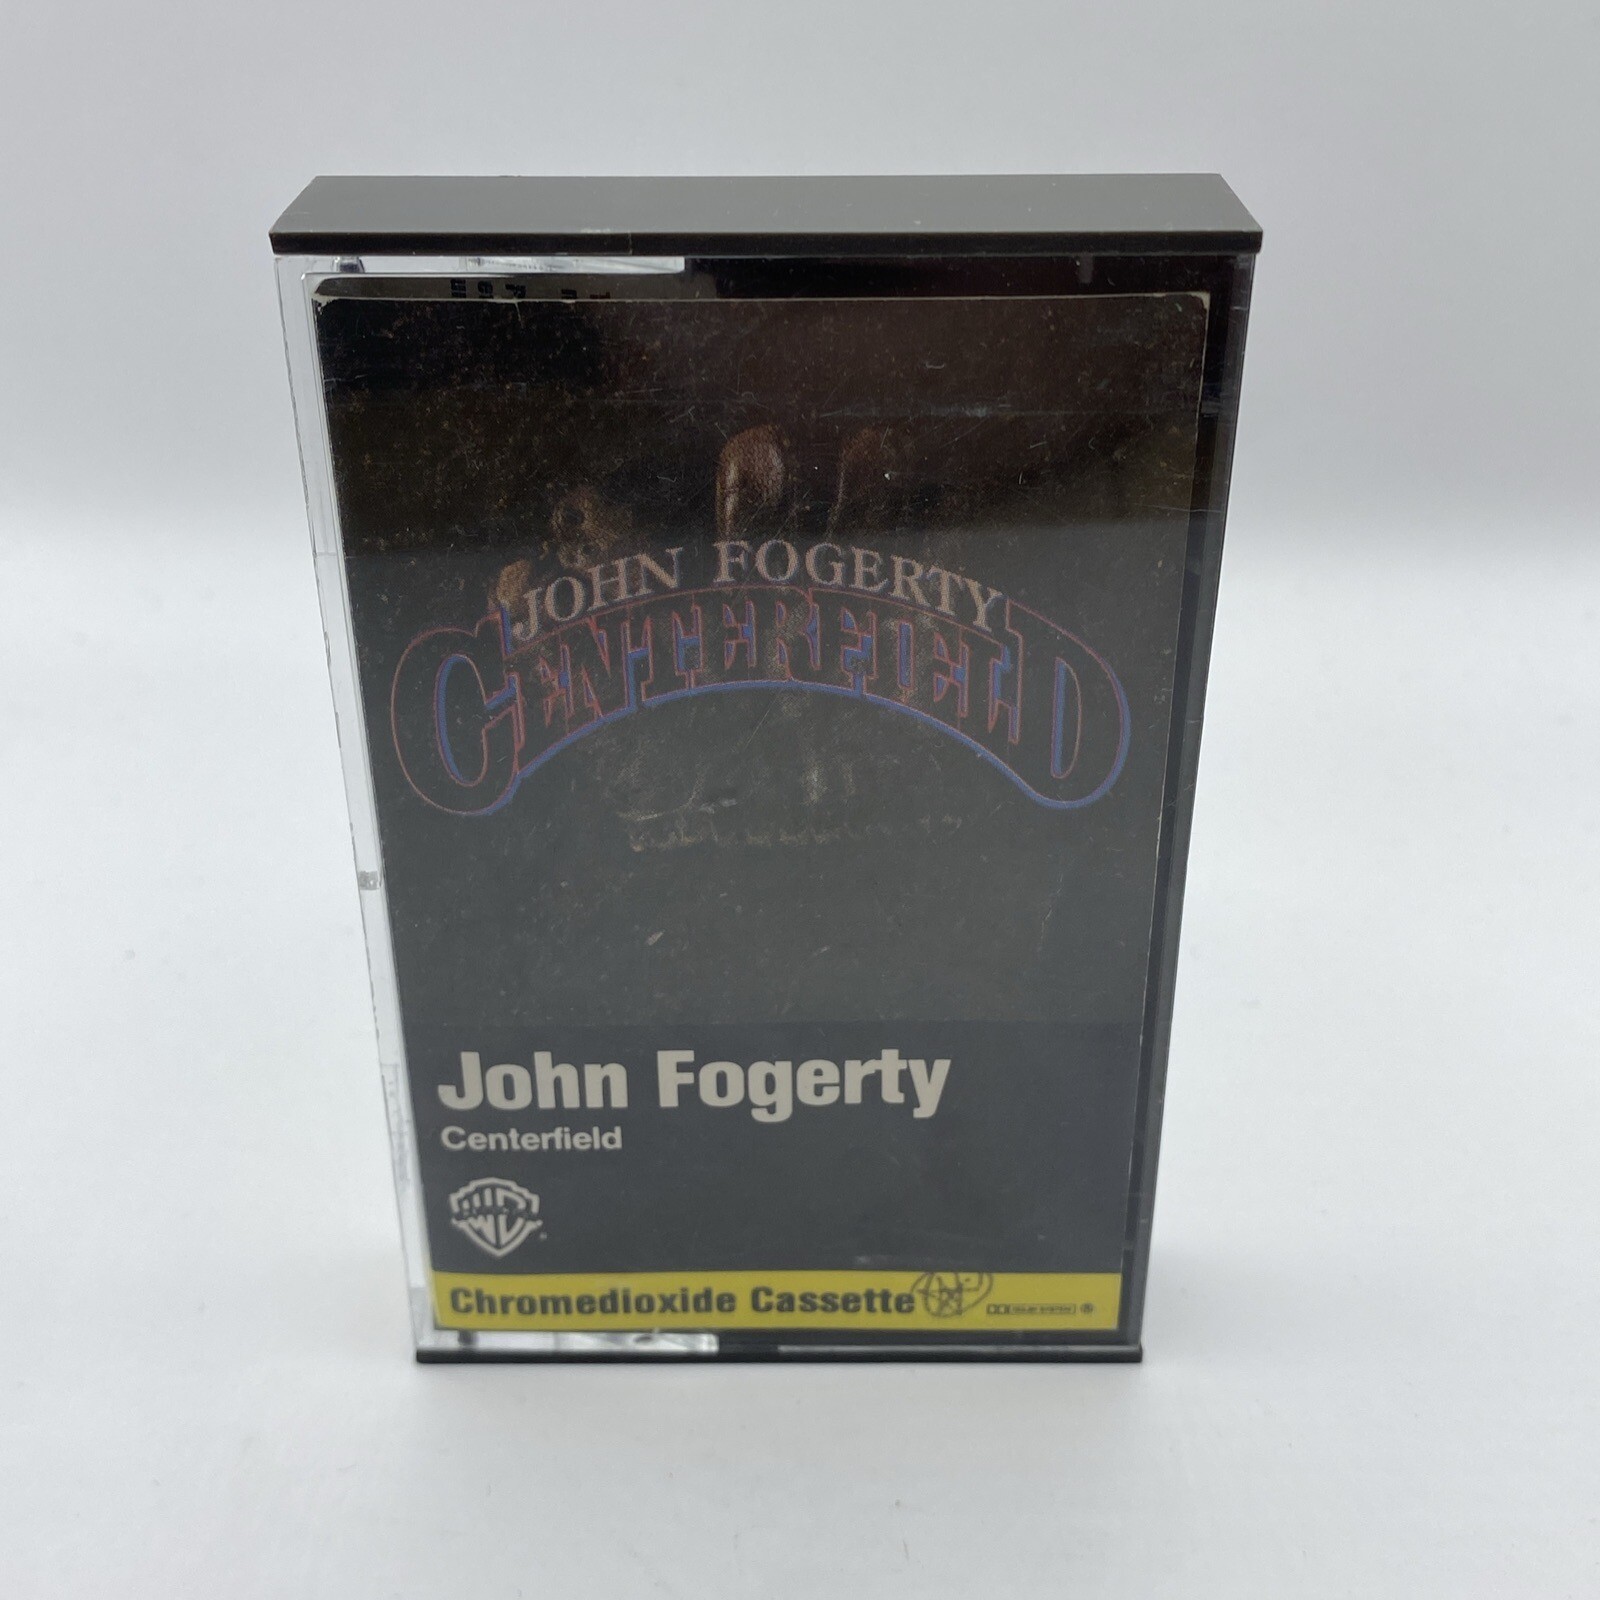 JOHN FOGERTY
CENTERFIELD
John Fogerty
Centerfield
Chromedioxide Cassette